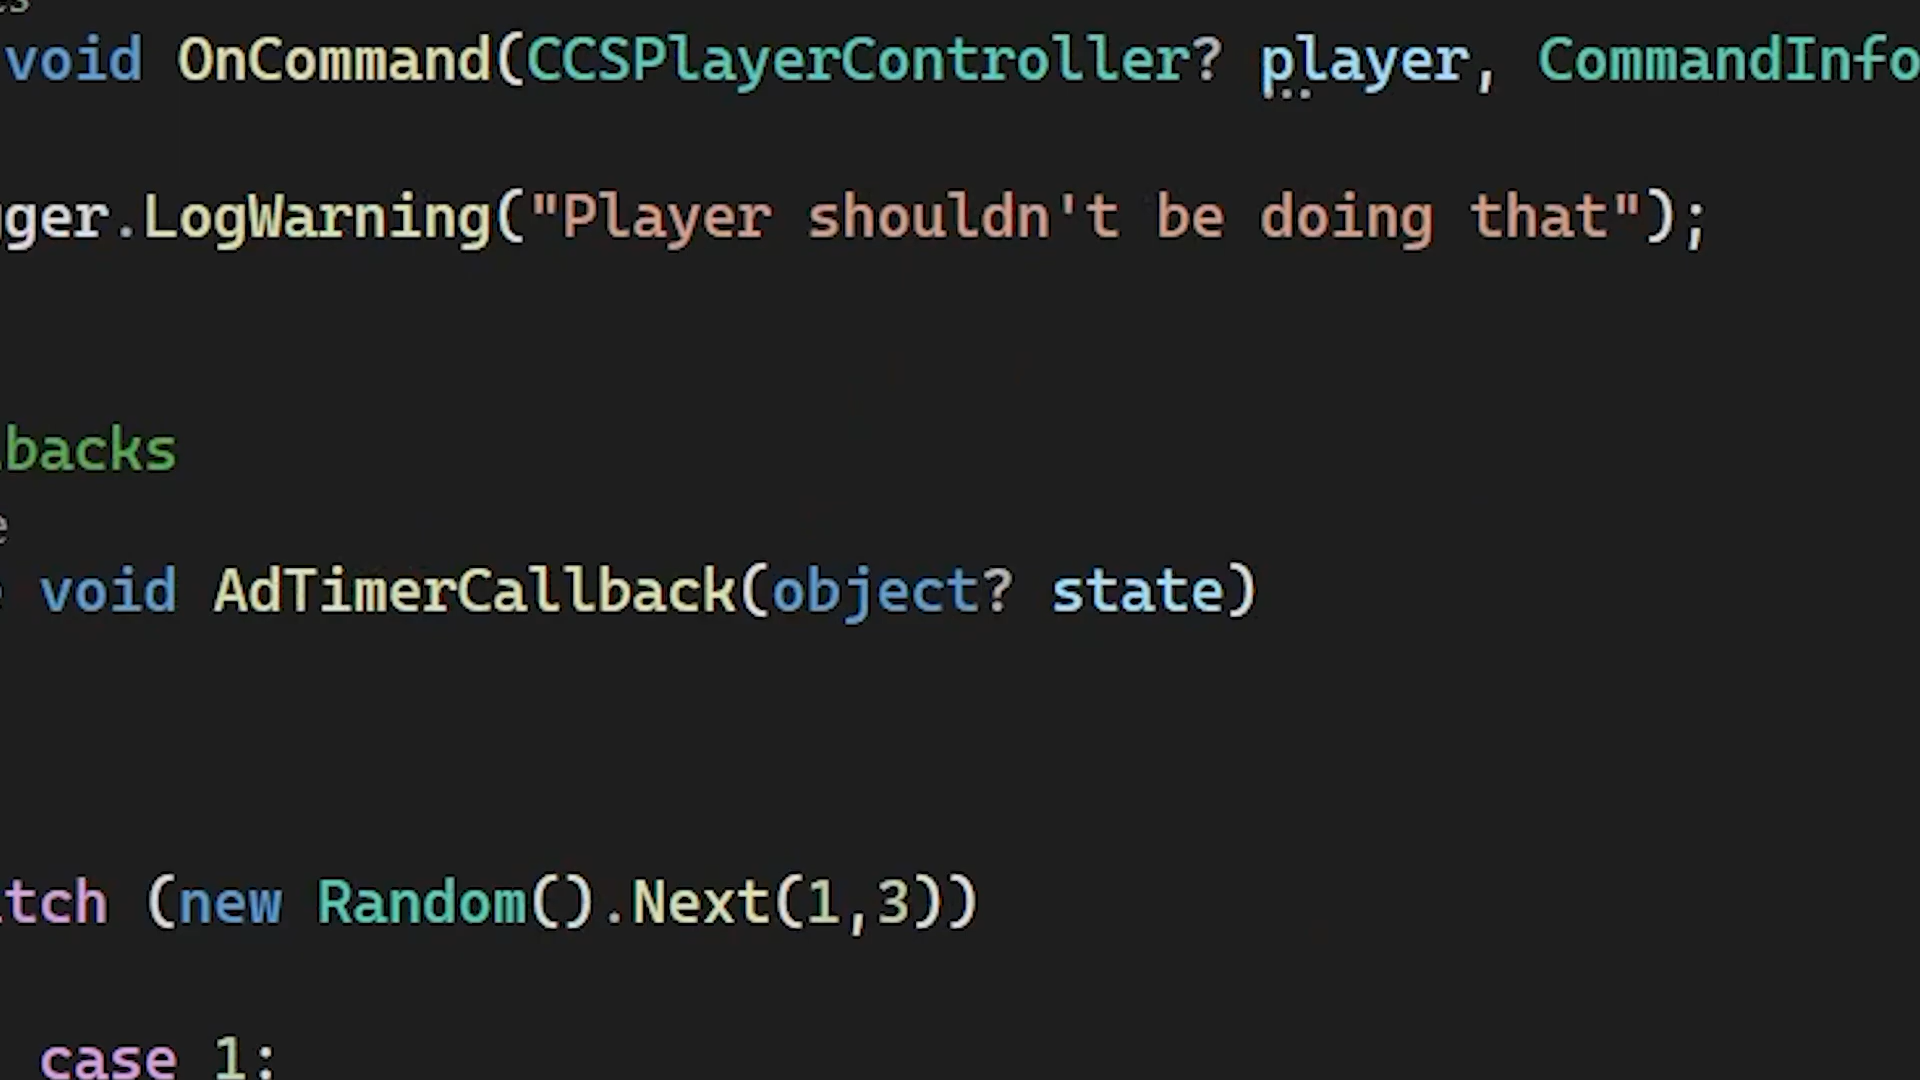 void OnCommand(CCSPlayerController? player, CommandInfo
gger.LogWarning("Player shouldn't be doing that");
backs
void AdTimerCallback(object? state)
tch (new Random().Next(1,3))
case 1: